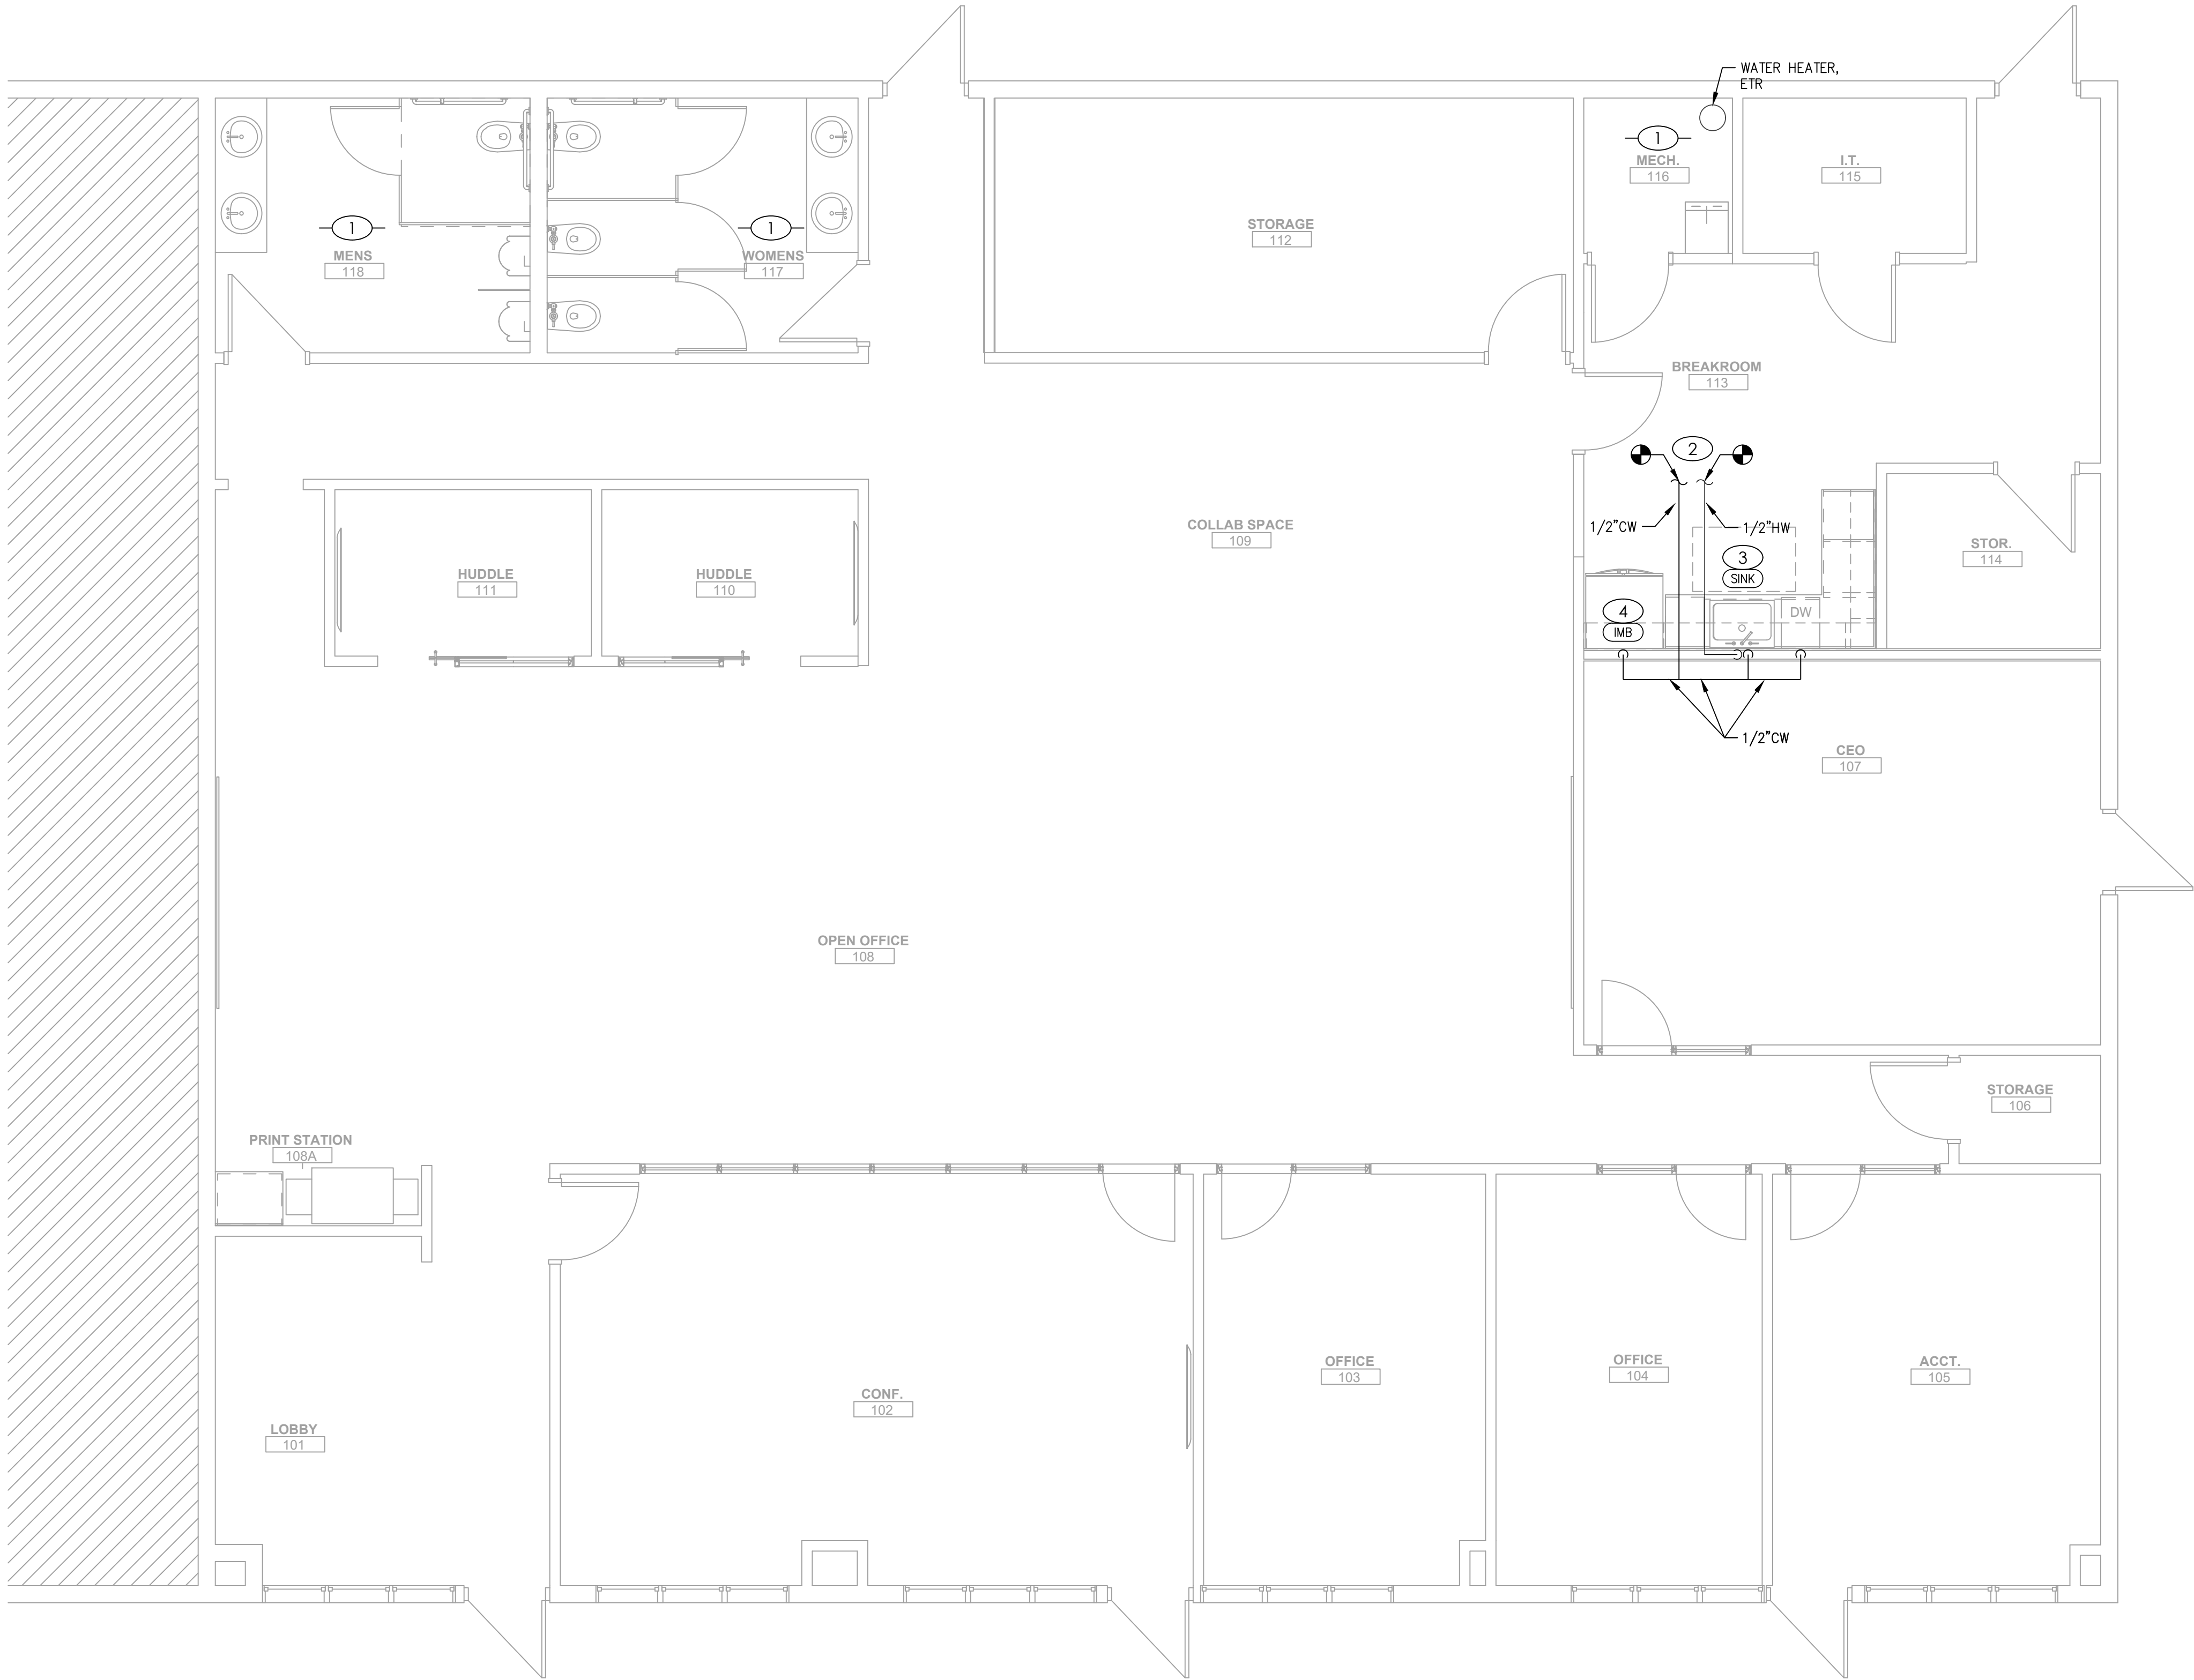 WATER HEATER,
ETR
1
MECH.
116
I.T.
115
1
MENS
118
1
WOMENS
117
STORAGE
112
BREAKROOM
113
2
1/2"CW
1/2"HW
3
SINK
4
IMB
DW
STOR.
114
COLLAB SPACE
109
HUDDLE
111
HUDDLE
110
1/2"CW
CEO
107
OPEN OFFICE
108
STORAGE
106
PRINT STATION
108A
OFFICE
103
OFFICE
104
ACCT.
105
CONF.
102
LOBBY
101